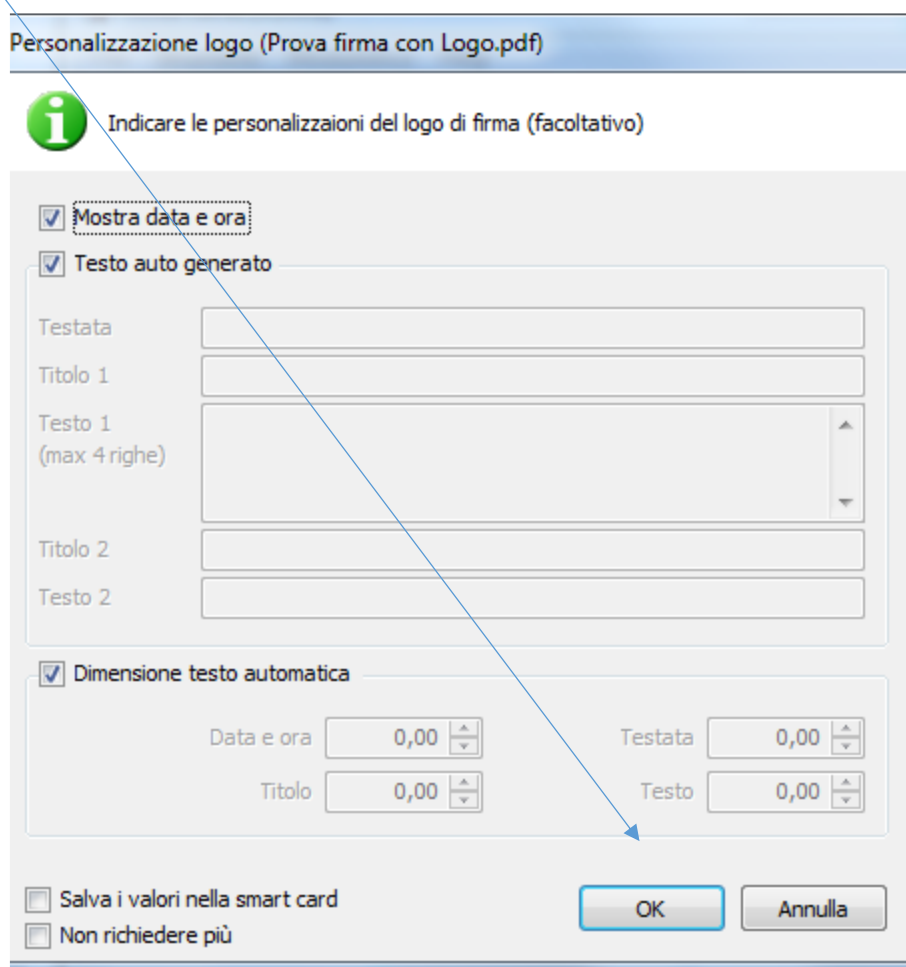 Personalizzazione logo (Prova firma con Logo.pdf)
Indicare le personalizzaioni del logo di firma (facoltativo)
Mostra data e ora
Testo auto generato
Testata
Titolo 1
Testo 1
(max 4 righe)
Titolo 2
Testo 2
Dimensione testo automatica
Data e ora 0,00 Testata 0,00
Titolo 0,00 Testo 0,00
Salva i valori nella smart card
Non richiedere più
OK Annulla